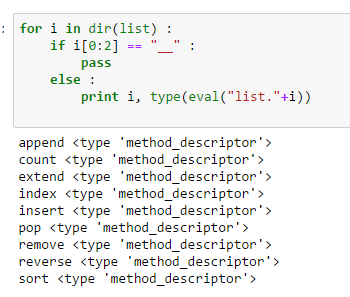 : for i in dir(list) :
    if i[0:2] == "__" :
        pass
    else :
        print i, type(eval("list."+i))
append <type 'method_descriptor'>
count <type 'method_descriptor'>
extend <type 'method_descriptor'>
index <type 'method_descriptor'>
insert <type 'method_descriptor'>
pop <type 'method_descriptor'>
remove <type 'method_descriptor'>
reverse <type 'method_descriptor'>
sort <type 'method_descriptor'>